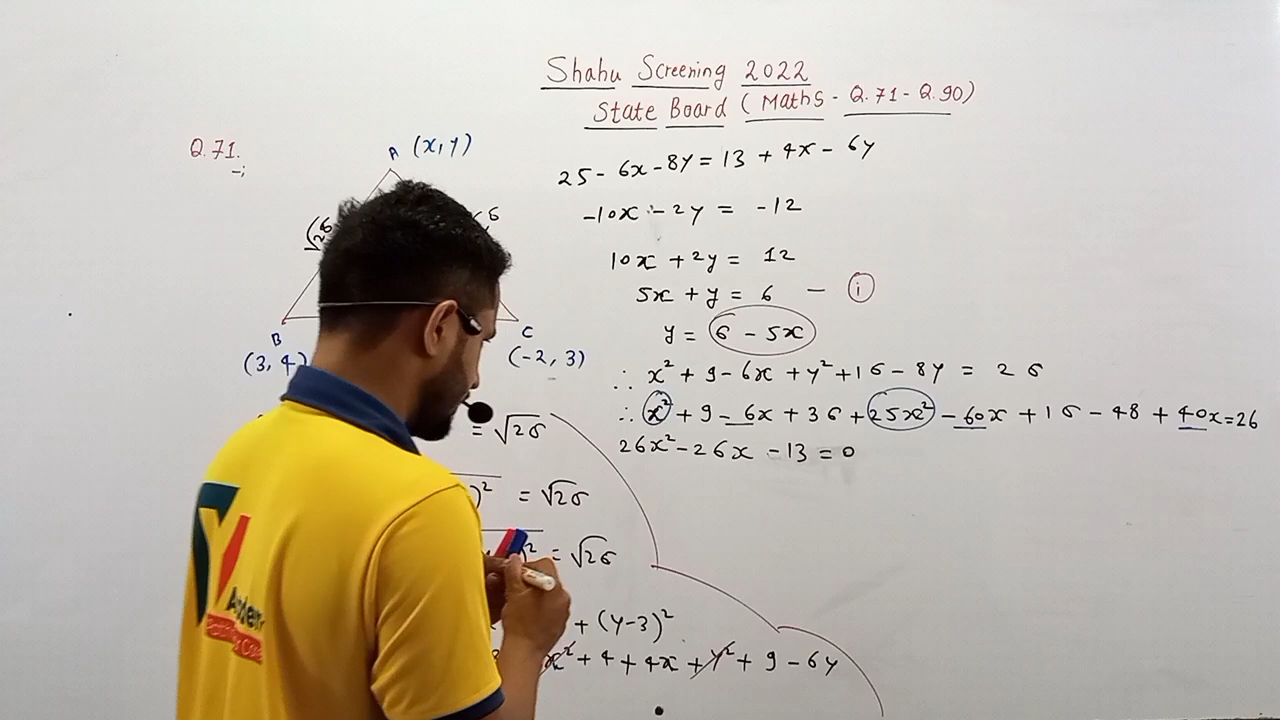 Shahu Screening 2022
State Board (Maths - Q.71 - Q.90)
Q.71.
A (x, y)
√26
B
(3, 4)
C
(-2, 3)
25 - 6x - 8y = 13 + 4x - 6y
-10x - 2y = -12
10x + 2y = 12
5x + y = 6 — (i)
y = 6 - 5x
∴ x² + 9 - 6x + y² + 16 - 8y = 26
∴ x² + 9 - 6x + 36 + 25x² - 60x + 16 - 48 + 40x = 26
26x² - 26x - 13 = 0
= √26
)² = √26
)² = √26
+ (y-3)²
x² + 4 + 4x + y² + 9 - 6y